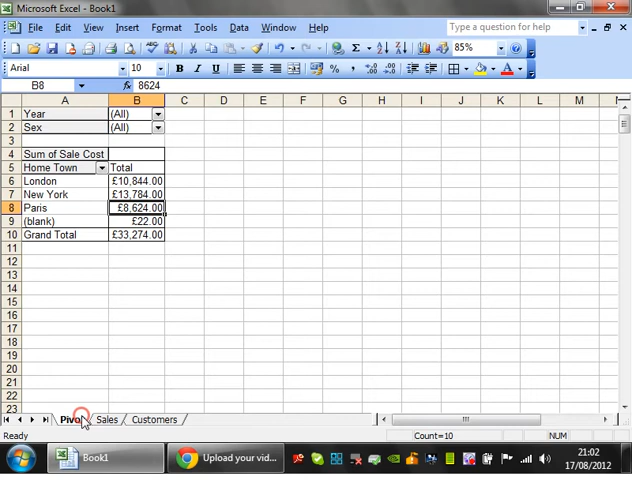 Microsoft Excel - Book1
File Edit View Insert Format Tools Data Window Help
Type a question for help
85%
Arial 10 B I U
B8 fx 8624
A B C D E F G H I J K L M
1 Year (All)
2 Sex (All)
3
4 Sum of Sale Cost
5 Home Town Total
6 London £10,844.00
7 New York £13,784.00
8 Paris £8,624.00
9 (blank) £22.00
10 Grand Total £33,274.00
11
12
13
14
15
16
17
18
19
20
21
22
23
Pivot Sales Customers
Ready Count=10 NUM
Book1 Upload your vid... 21:02
17/08/2012